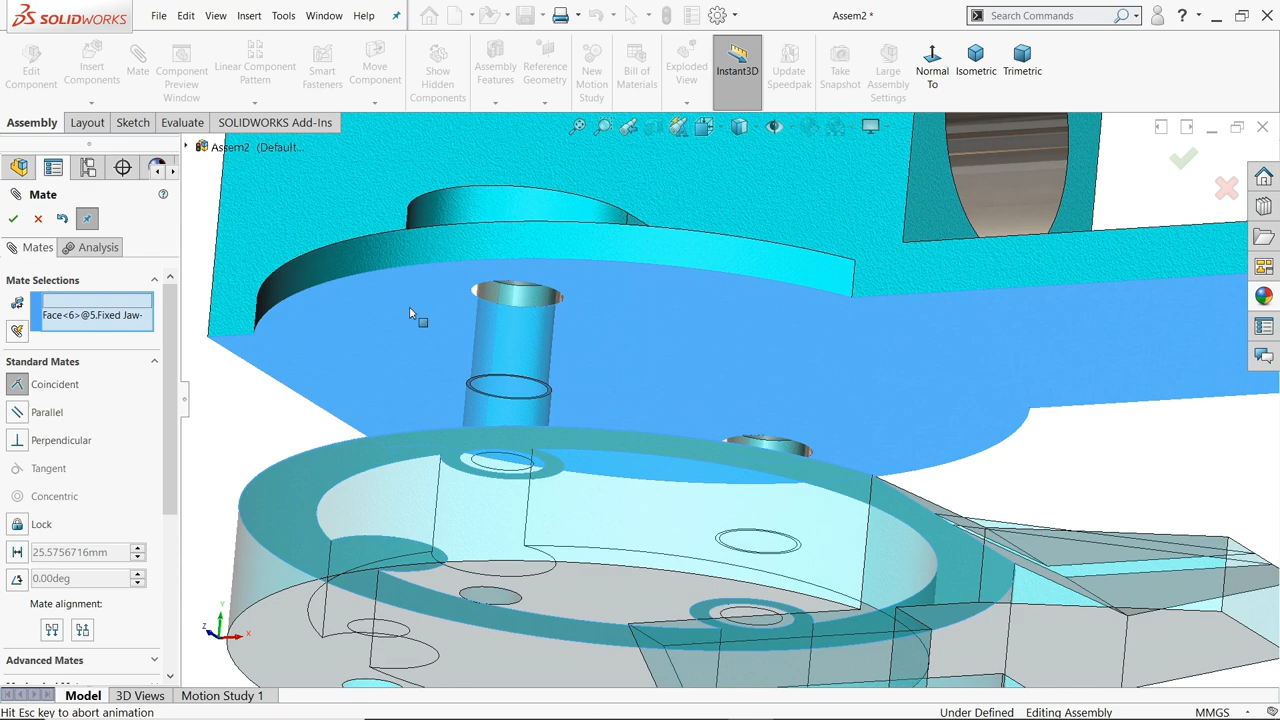 SOLIDWORKS
File Edit View Insert Tools Window Help
Assem2 *
Search Commands
Edit Component
Insert Components
Mate
Component Preview Window
Linear Component Pattern
Smart Fasteners
Move Component
Show Hidden Components
Assembly Features
Reference Geometry
New Motion Study
Bill of Materials
Exploded View
Instant3D
Update Speedpak
Take Snapshot
Large Assembly Settings
Normal To
Isometric
Trimetric
Assembly Layout Sketch Evaluate SOLIDWORKS Add-Ins
Assem2 (Default...
Mate
Mates Analysis
Mate Selections
Face<6>@5.Fixed Jaw-
Standard Mates
Coincident
Parallel
Perpendicular
Tangent
Concentric
Lock
25.5756716mm
0.00deg
Mate alignment:
Advanced Mates
Y
Z X
Model 3D Views Motion Study 1
Hit Esc key to abort animation
Under Defined Editing Assembly MMGS